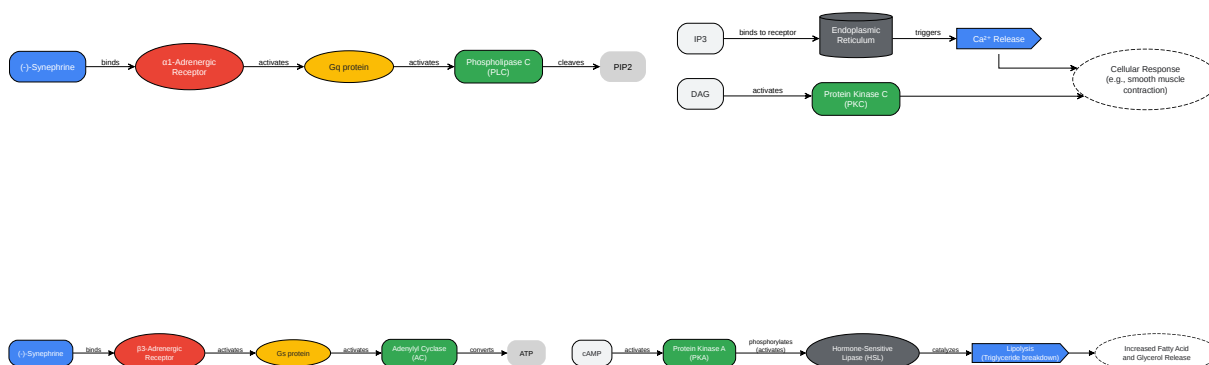 (-)-Synephrine
binds
α1-Adrenergic
Receptor
activates
Gq protein
activates
Phospholipase C
(PLC)
cleaves
PIP2
IP3
binds to receptor
Endoplasmic
Reticulum
triggers
Ca²⁺ Release
DAG
activates
Protein Kinase C
(PKC)
Cellular Response
(e.g., smooth muscle
contraction)
(-)-Synephrine
binds
β3-Adrenergic
Receptor
activates
Gs protein
activates
Adenylyl Cyclase
(AC)
converts
ATP
cAMP
activates
Protein Kinase A
(PKA)
phosphorylates
(activates)
Hormone-Sensitive
Lipase (HSL)
catalyzes
Lipolysis
(Triglyceride breakdown)
Increased Fatty Acid
and Glycerol Release